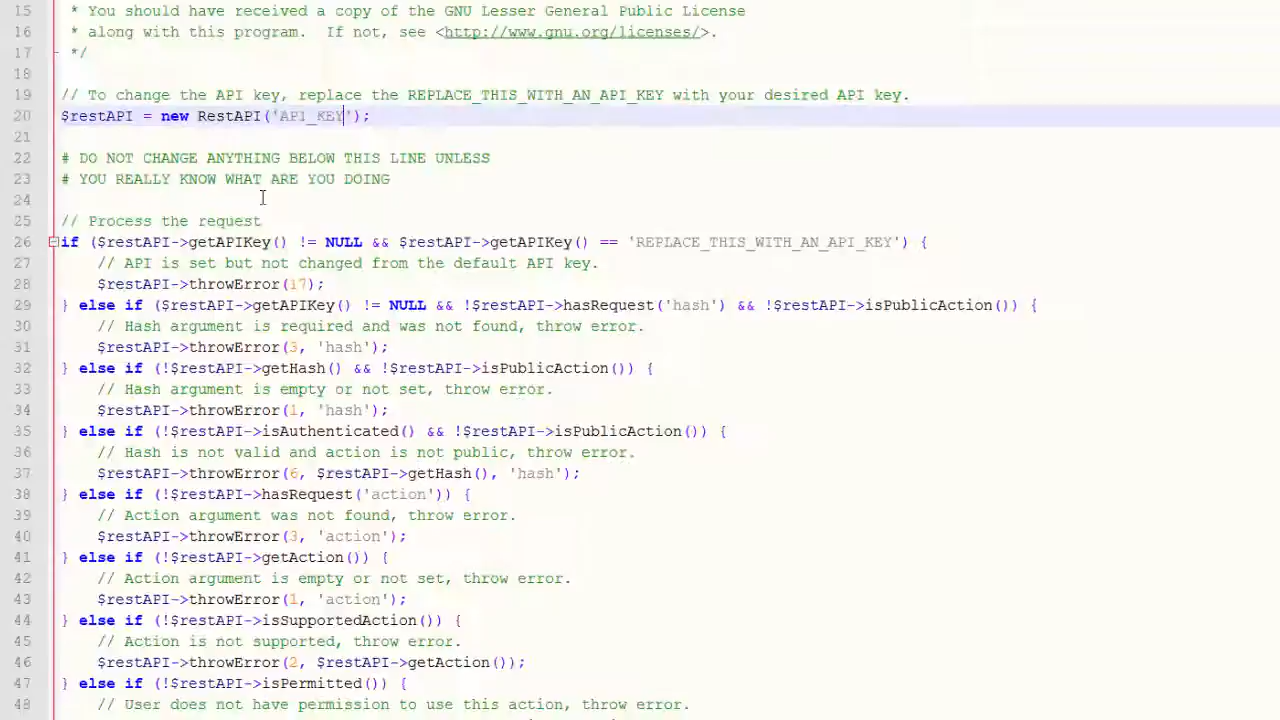 15 * You should have received a copy of the GNU Lesser General Public License
16 * along with this program.  If not, see <http://www.gnu.org/licenses/>.
17 */
18
19 // To change the API key, replace the REPLACE_THIS_WITH_AN_API_KEY with your desired API key.
20 $restAPI = new RestAPI('API_KEY');
21
22 # DO NOT CHANGE ANYTHING BELOW THIS LINE UNLESS
23 # YOU REALLY KNOW WHAT ARE YOU DOING
24
25 // Process the request
26 if ($restAPI->getAPIKey() != NULL && $restAPI->getAPIKey() == 'REPLACE_THIS_WITH_AN_API_KEY') {
27 // API is set but not changed from the default API key.
28 $restAPI->throwError(17);
29 } else if ($restAPI->getAPIKey() != NULL && !$restAPI->hasRequest('hash') && !$restAPI->isPublicAction()) {
30 // Hash argument is required and was not found, throw error.
31 $restAPI->throwError(3, 'hash');
32 } else if (!$restAPI->getHash() && !$restAPI->isPublicAction()) {
33 // Hash argument is empty or not set, throw error.
34 $restAPI->throwError(1, 'hash');
35 } else if (!$restAPI->isAuthenticated() && !$restAPI->isPublicAction()) {
36 // Hash is not valid and action is not public, throw error.
37 $restAPI->throwError(6, $restAPI->getHash(), 'hash');
38 } else if (!$restAPI->hasRequest('action')) {
39 // Action argument was not found, throw error.
40 $restAPI->throwError(3, 'action');
41 } else if (!$restAPI->getAction()) {
42 // Action argument is empty or not set, throw error.
43 $restAPI->throwError(1, 'action');
44 } else if (!$restAPI->isSupportedAction()) {
45 // Action is not supported, throw error.
46 $restAPI->throwError(2, $restAPI->getAction());
47 } else if (!$restAPI->isPermitted()) {
48 // User does not have permission to use this action, throw error.